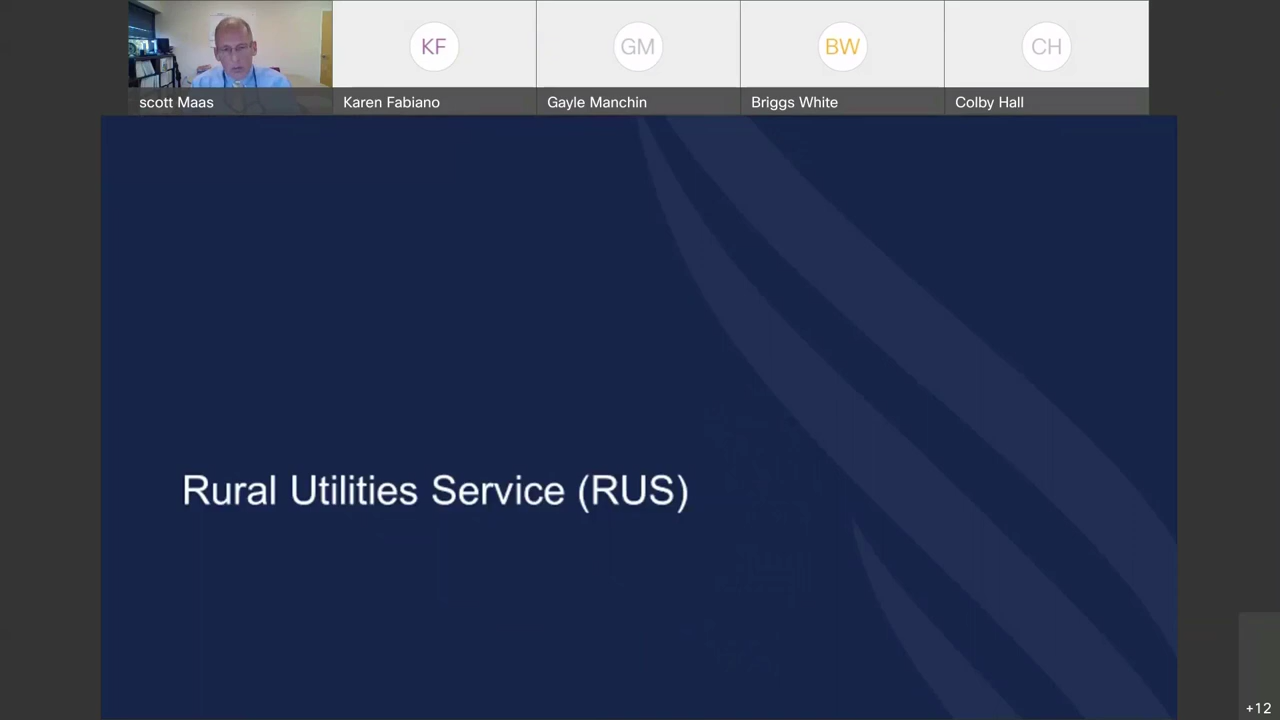 KF
GM
BW
CH
scott Maas
Karen Fabiano
Gayle Manchin
Briggs White
Colby Hall
Rural Utilities Service (RUS)
+12